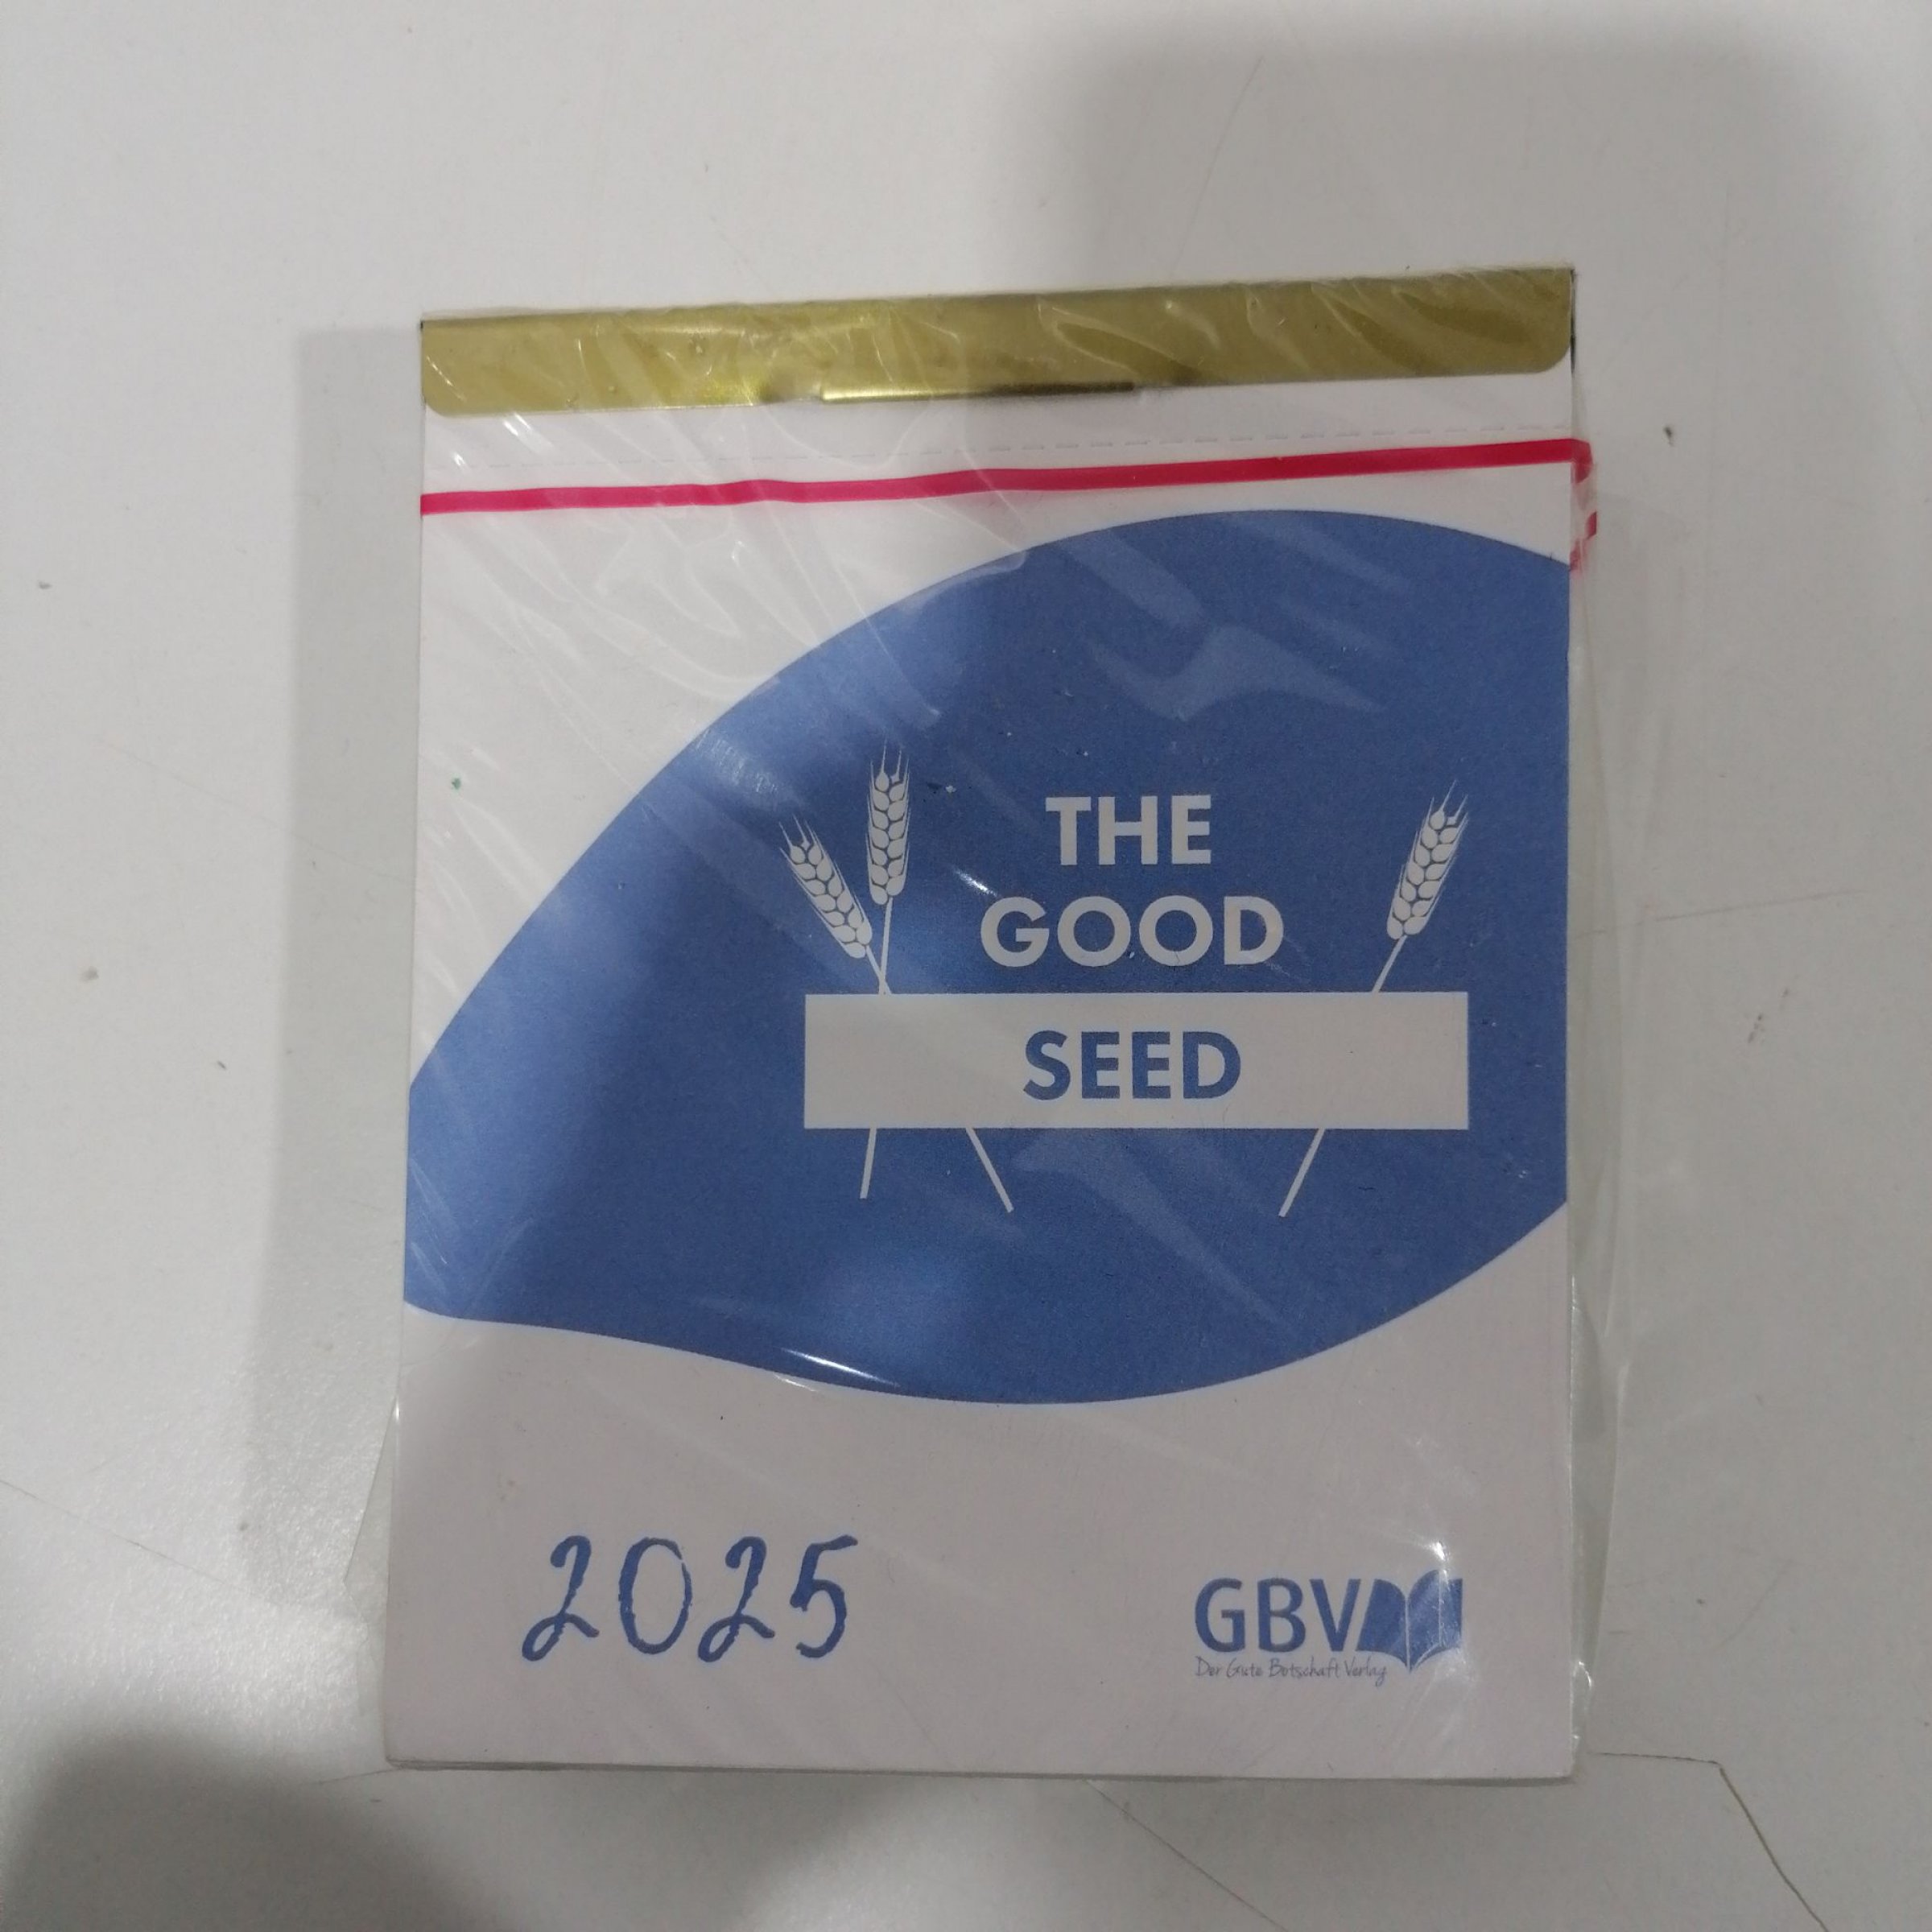 THE
GOOD
SEED
2025
GBV
Der Gute Botschaft Verlag